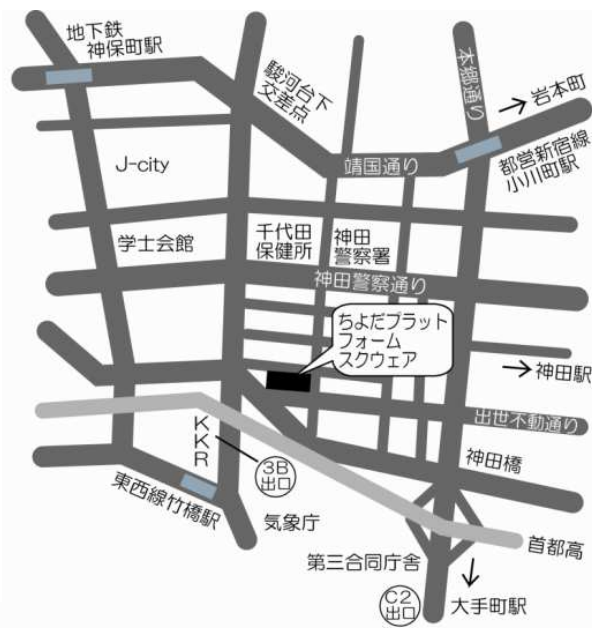 地下鉄
神保町駅
駿河台下
交差点
本郷通り
岩本町
都営新宿線
小川町駅
靖国通り
J-city
千代田
保健所
神田
警察署
学士会館
神田警察通り
ちよだプラット
フォーム
スクウェア
神田駅
出世不動通り
KKR
3B
出口
神田橋
東西線竹橋駅
気象庁
首都高
第三合同庁舎
C2
出口
大手町駅